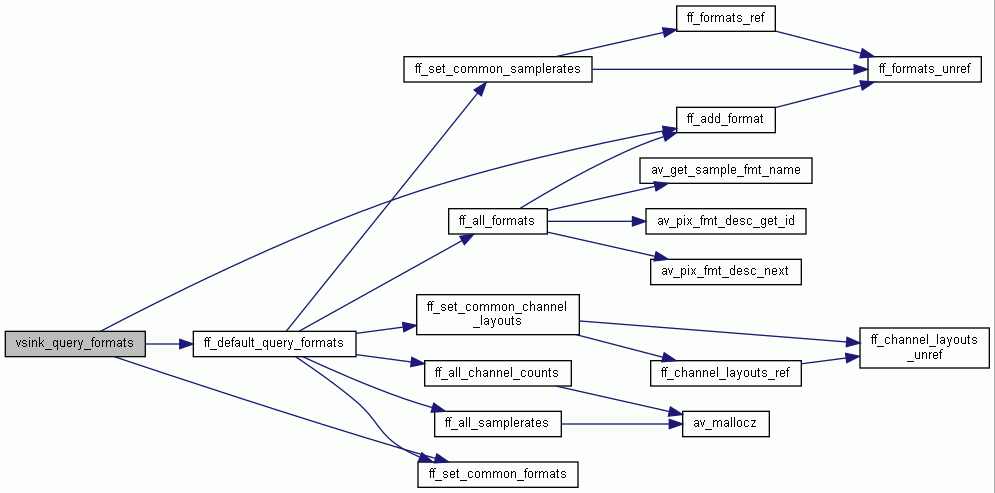 ff_formats_ref
ff_set_common_samplerates
ff_formats_unref
ff_add_format
av_get_sample_fmt_name
ff_all_formats
av_pix_fmt_desc_get_id
av_pix_fmt_desc_next
ff_set_common_channel
_layouts
vsink_query_formats
ff_default_query_formats
ff_channel_layouts
_unref
ff_all_channel_counts
ff_channel_layouts_ref
ff_all_samplerates
av_mallocz
ff_set_common_formats